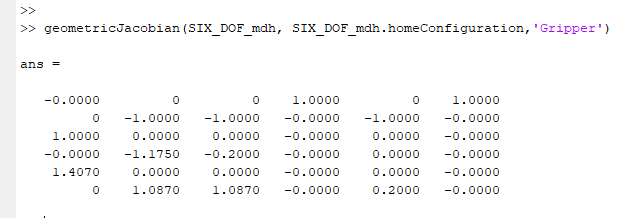 >>
>> geometricJacobian(SIX_DOF_mdh, SIX_DOF_mdh.homeConfiguration,'Gripper')
ans =
-0.0000 0 0 1.0000 0 1.0000
0 -1.0000 -1.0000 -0.0000 -1.0000 -0.0000
1.0000 0.0000 0.0000 -0.0000 0.0000 -0.0000
-0.0000 -1.1750 -0.2000 -0.0000 0.0000 -0.0000
1.4070 0.0000 0.0000 -0.0000 0.0000 -0.0000
0 1.0870 1.0870 -0.0000 0.2000 -0.0000